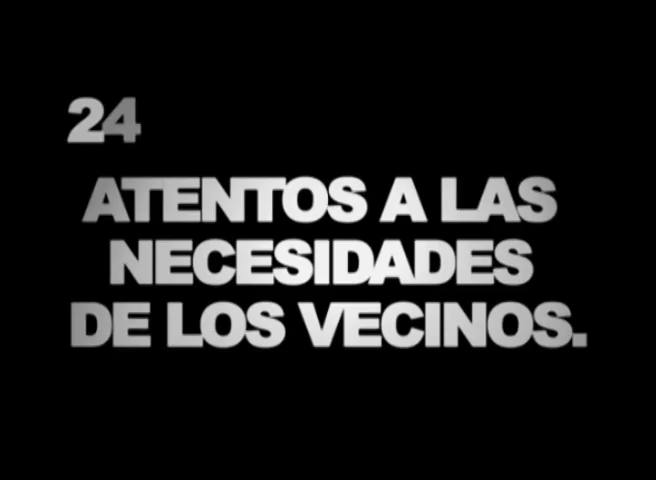 24
ATENTOS A LAS
NECESIDADES
DE LOS VECINOS.